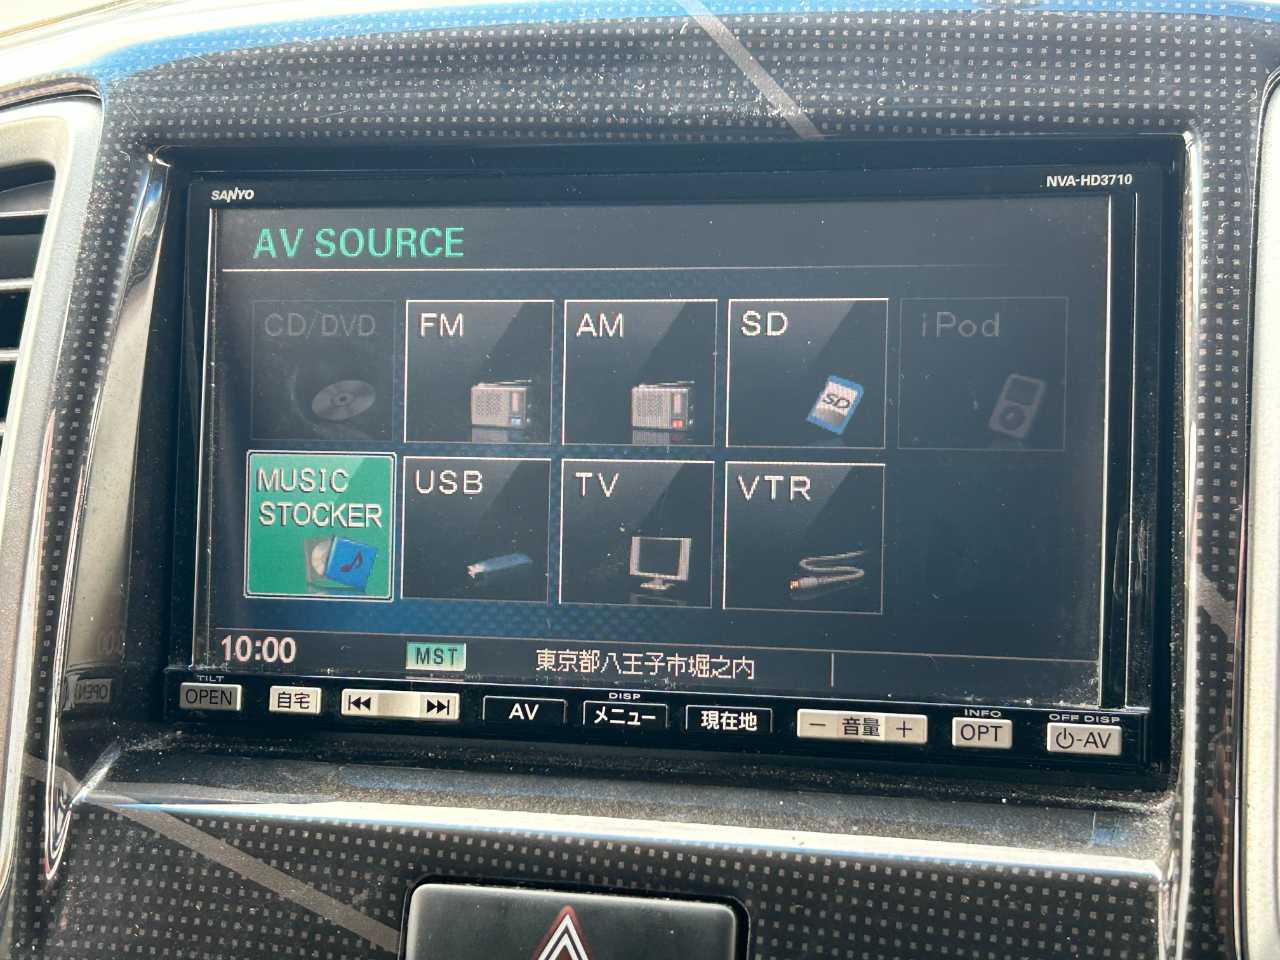 SANYO
NVA-HD3710
AV SOURCE
CD/DVD
FM
AM
SD
SD
iPod
MUSIC
STOCKER
USB
TV
VTR
10:00
MST
東京都八王子市堀之内
TILT
OPEN
自宅
AV
DISP
メニュー
現在地
− 音量 +
INFO
OPT
OFF DISP
⏻-AV